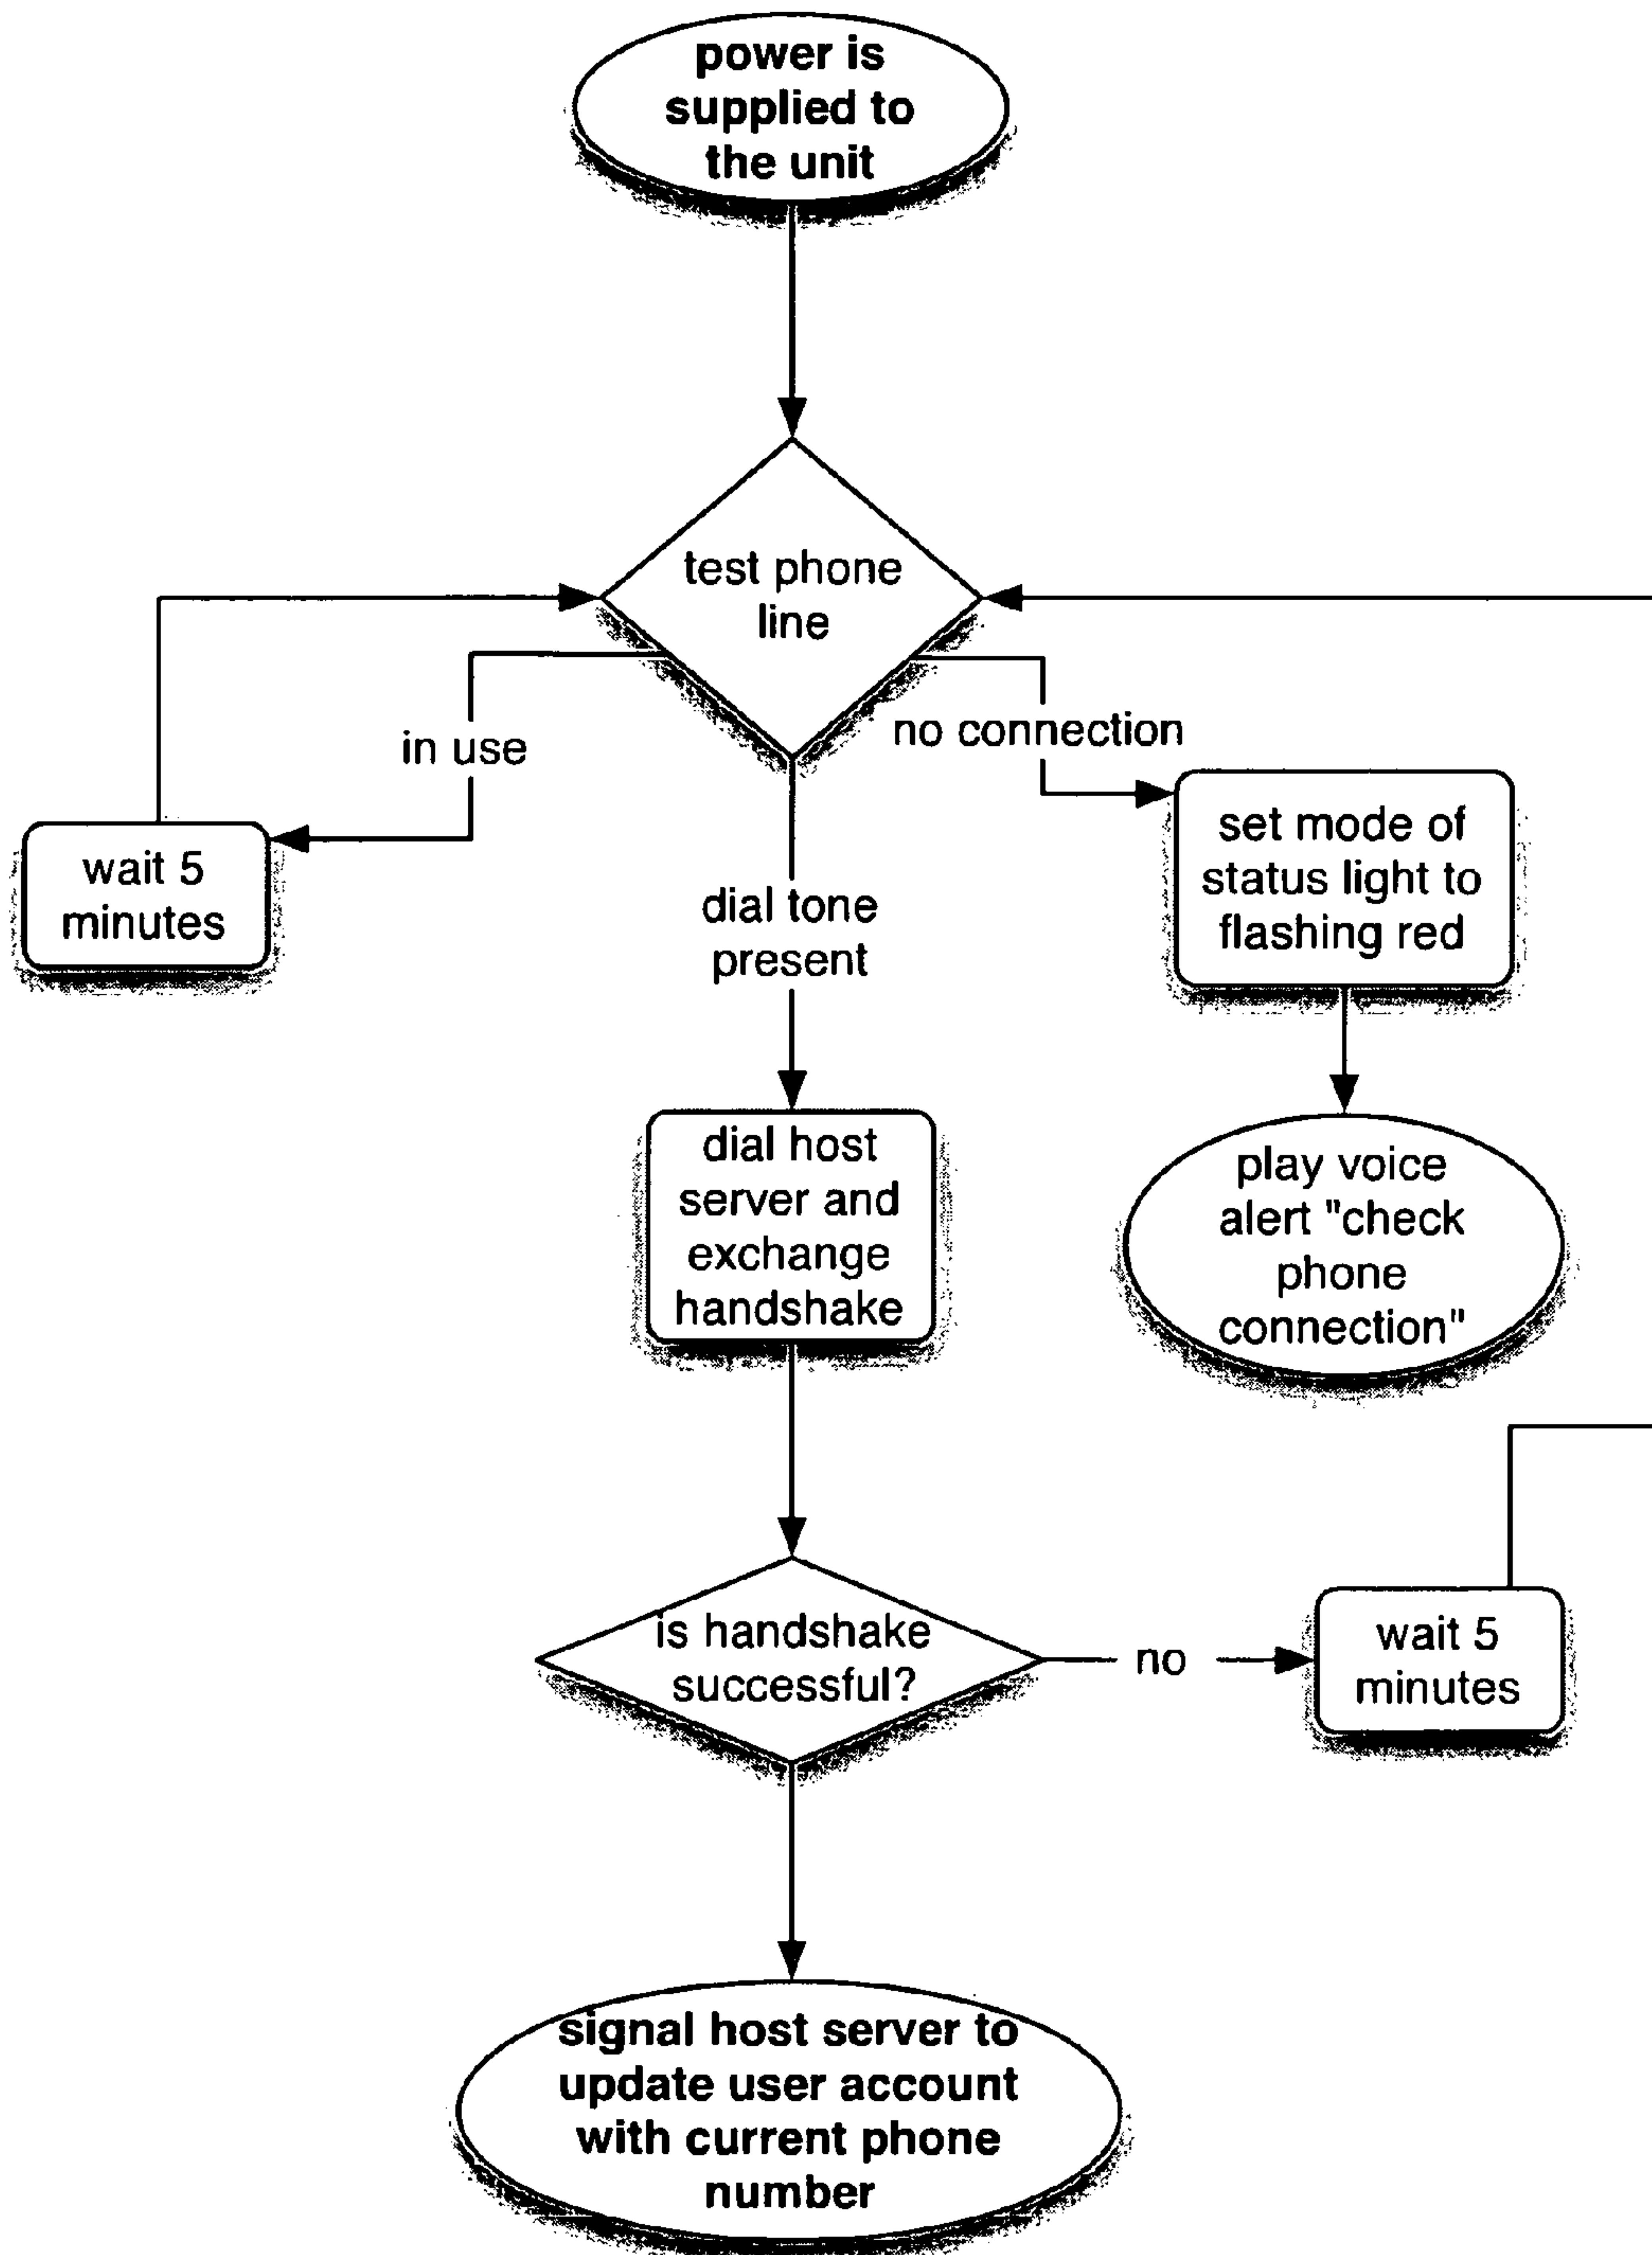 power is
supplied to
the unit
test phone
line
in use
no connection
wait 5
minutes
dial tone
present
set mode of
status light to
flashing red
dial host
server and
exchange
handshake
play voice
alert "check
phone
connection"
is handshake
successful?
no
wait 5
minutes
signal host server to
update user account
with current phone
number